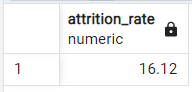 attrition_rate
numeric
1 16.12